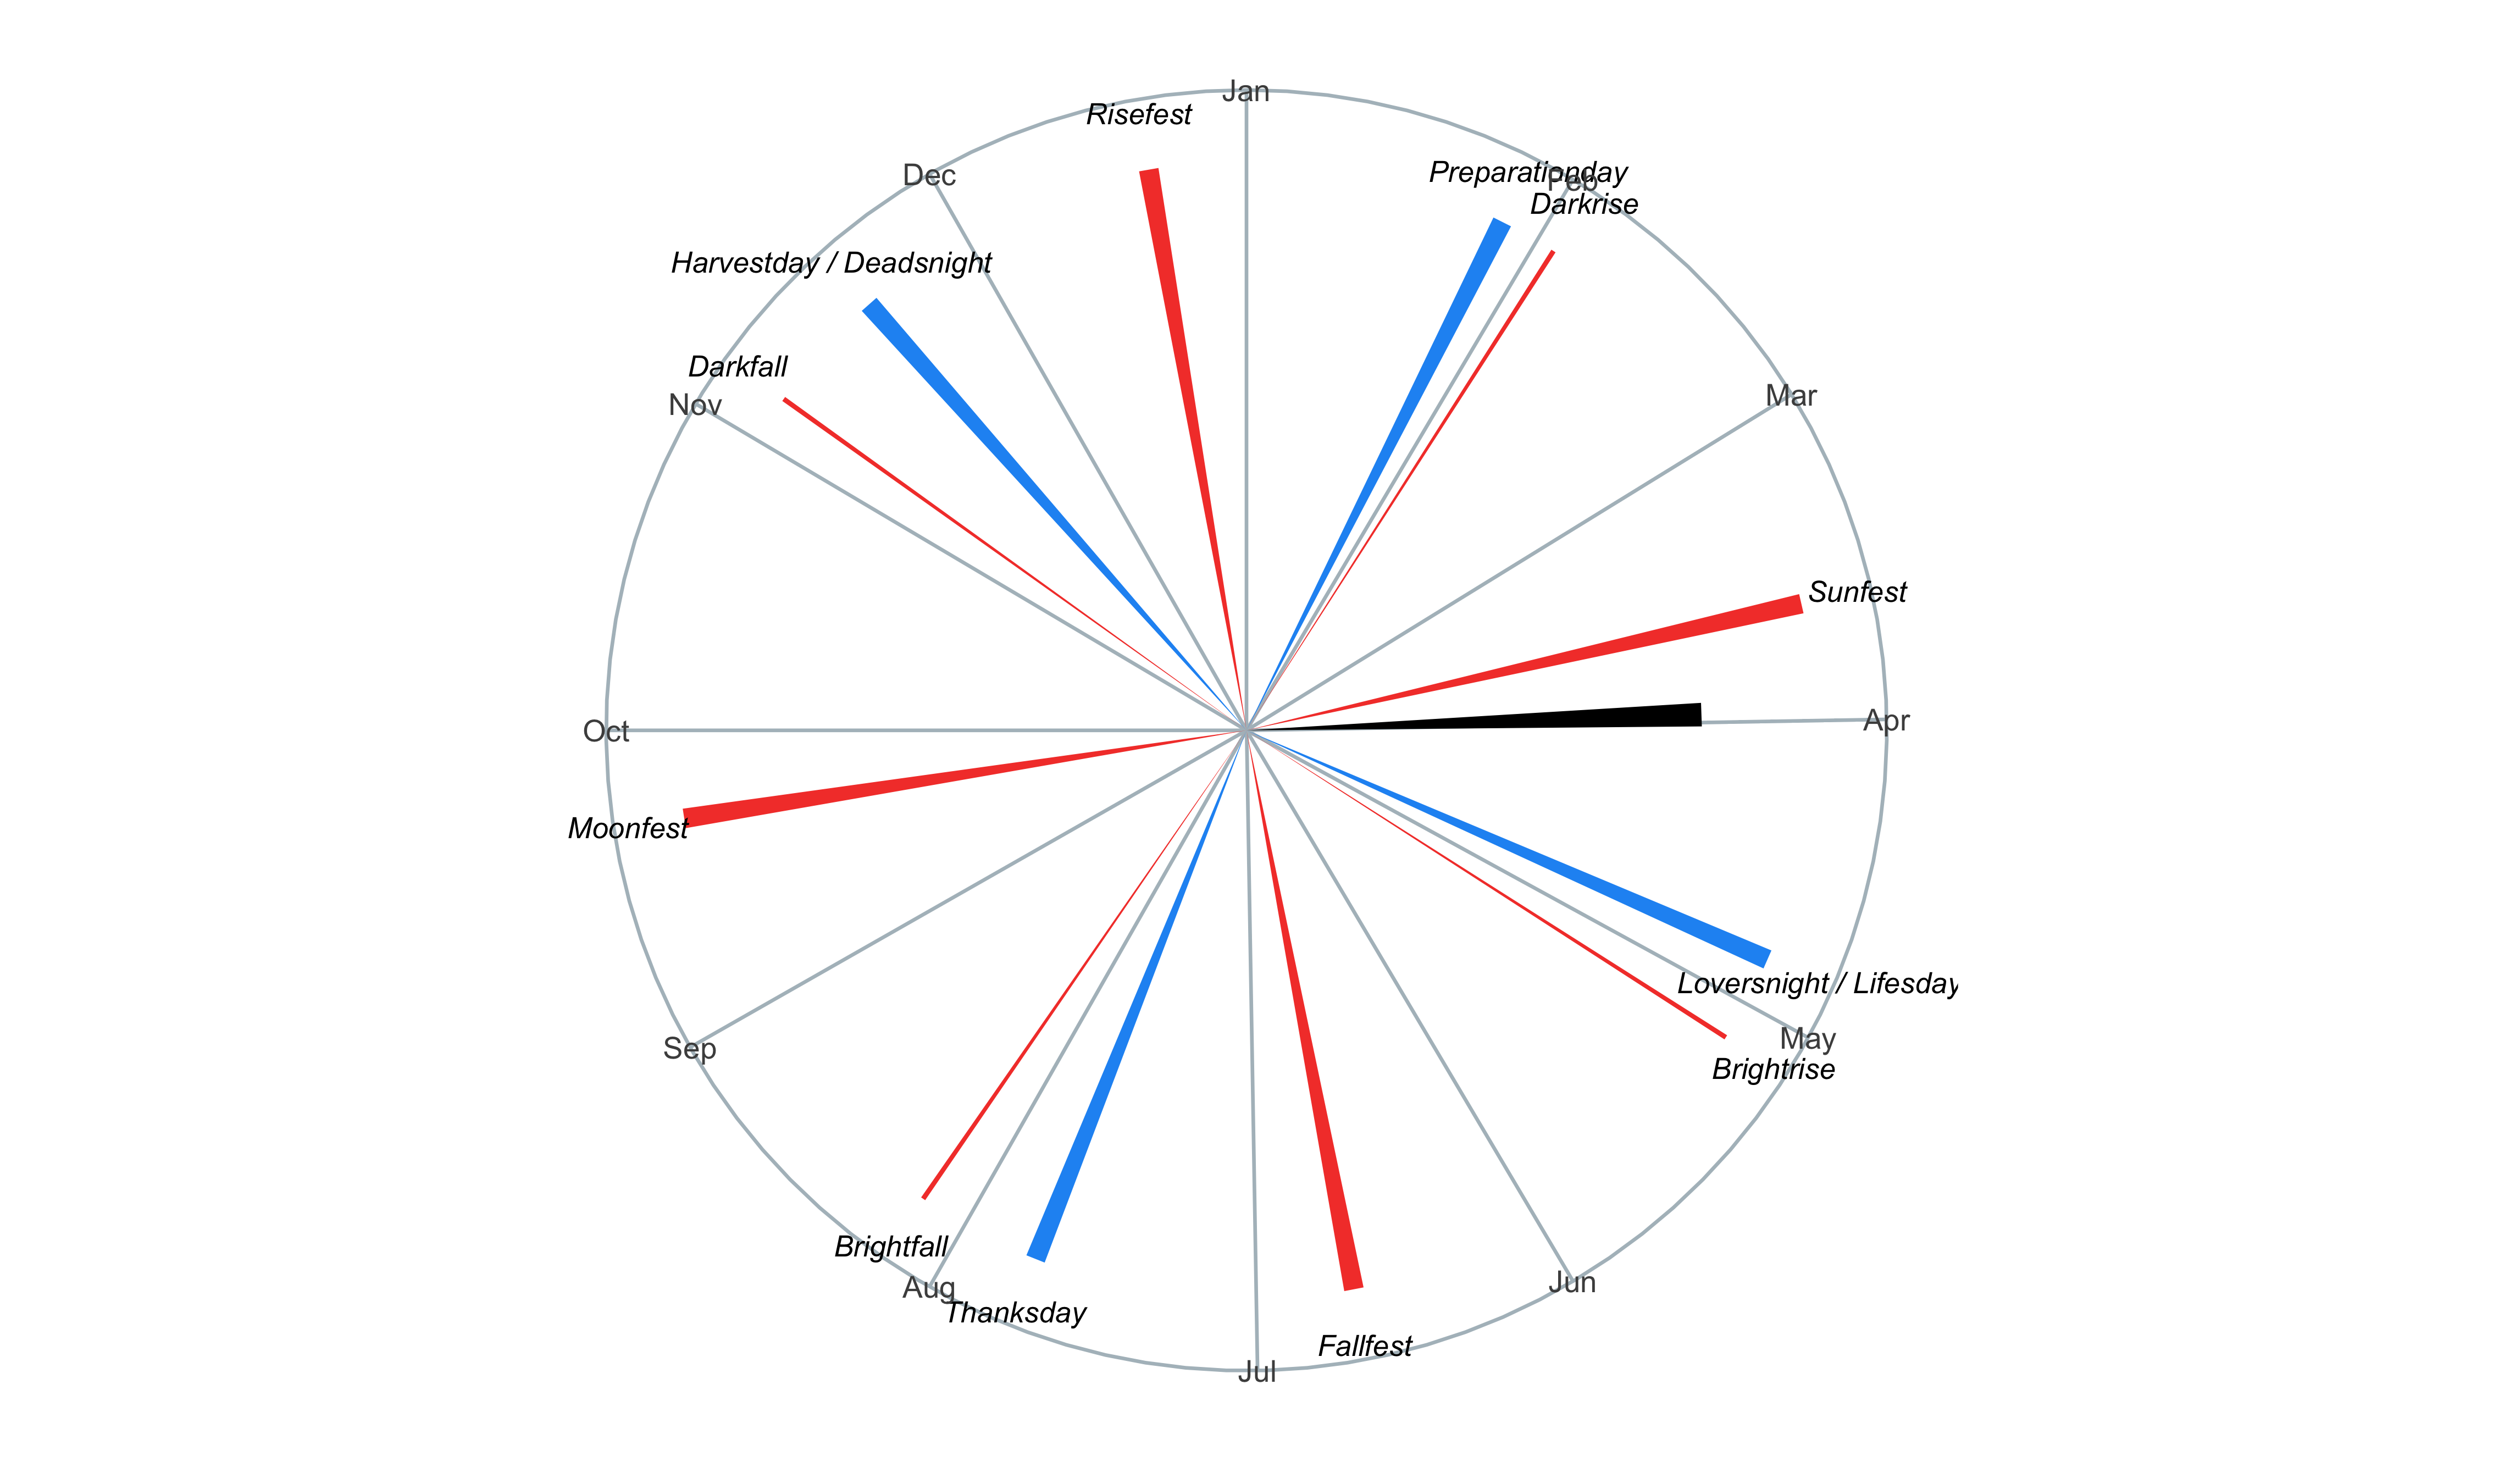 Jan
Risefest
Preparationday
Feb
Dec
Darkrise
Harvestday / Deadsnight
Darkfall
Mar
Nov
Sunfest
Apr
Oct
Moonfest
Loversnight / Lifesday
May
Sep
Brightrise
Brightfall
Jun
Aug
Thanksday
Fallfest
Jul